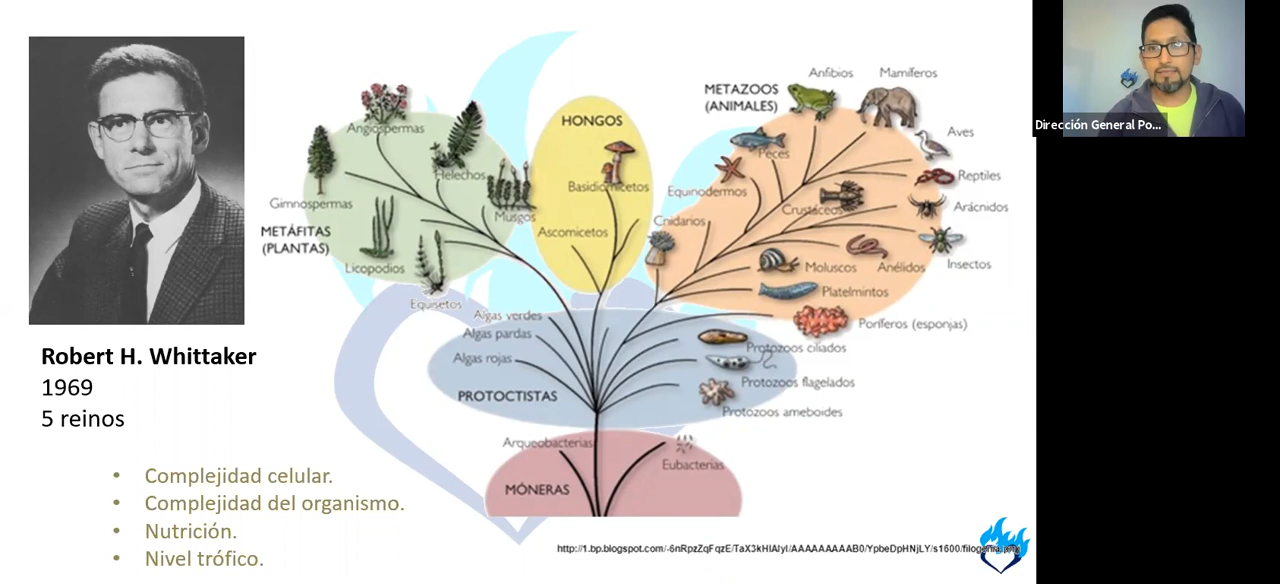 Robert H. Whittaker
1969
5 reinos
• Complejidad celular.
• Complejidad del organismo.
• Nutrición.
• Nivel trófico.
Angiospermas
Helechos
Gimnospermas
Musgos
METÁFITAS
(PLANTAS)
Licopodios
Equisetos
HONGOS
Basidiomicetos
Ascomicetos
METAZOOS
(ANIMALES)
Anfibios
Mamíferos
Aves
Peces
Reptiles
Equinodermos
Crustáceos
Arácnidos
Cnidarios
Insectos
Moluscos
Anélidos
Platelmintos
Poríferos (esponjas)
Algas verdes
Algas pardas
Algas rojas
PROTOCTISTAS
Protozoos ciliados
Protozoos flagelados
Protozoos ameboides
Arqueobacterias
Eubacterias
MÓNERAS
Dirección General Po...